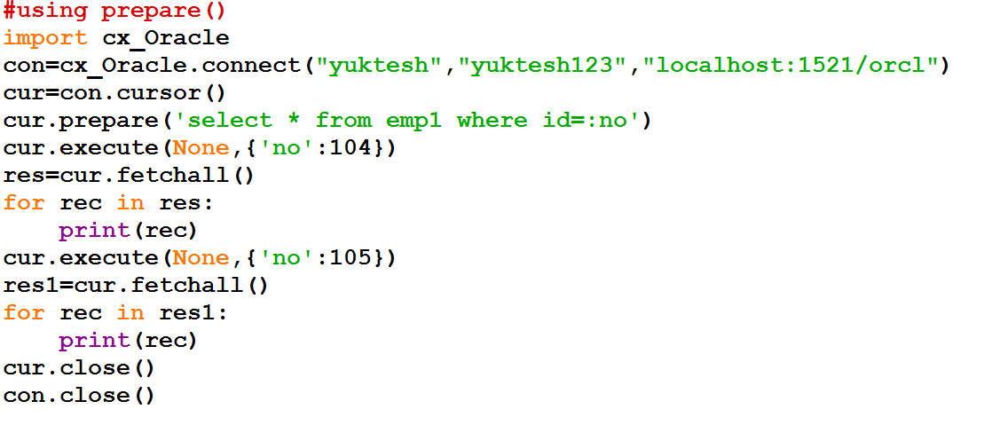 #using prepare()
import cx_Oracle
con=cx_Oracle.connect("yuktesh","yuktesh123","localhost:1521/orcl")
cur=con.cursor()
cur.prepare('select * from emp1 where id=:no')
cur.execute(None,{'no':104})
res=cur.fetchall()
for rec in res:
    print(rec)
cur.execute(None,{'no':105})
res1=cur.fetchall()
for rec in res1:
    print(rec)
cur.close()
con.close()